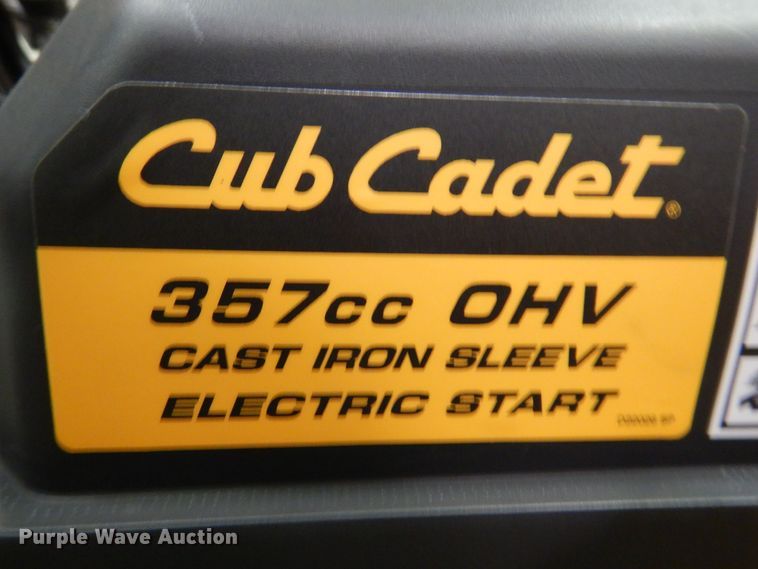 Cub Cadet®
357cc OHV
CAST IRON SLEEVE
ELECTRIC START
Purple Wave Auction